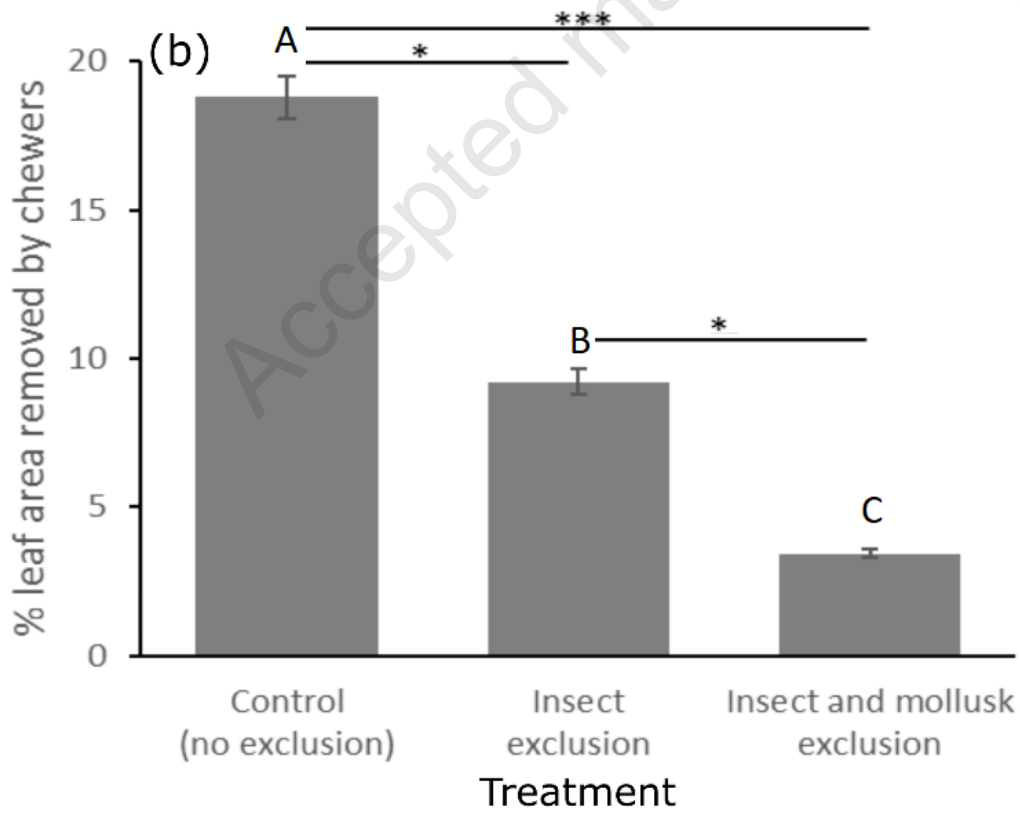 ***
(b)
A
*
20
15
10
5
0
% leaf area removed by chewers
Accepted
B
*
C
Control
(no exclusion)
Insect
exclusion
Insect and mollusk
exclusion
Treatment